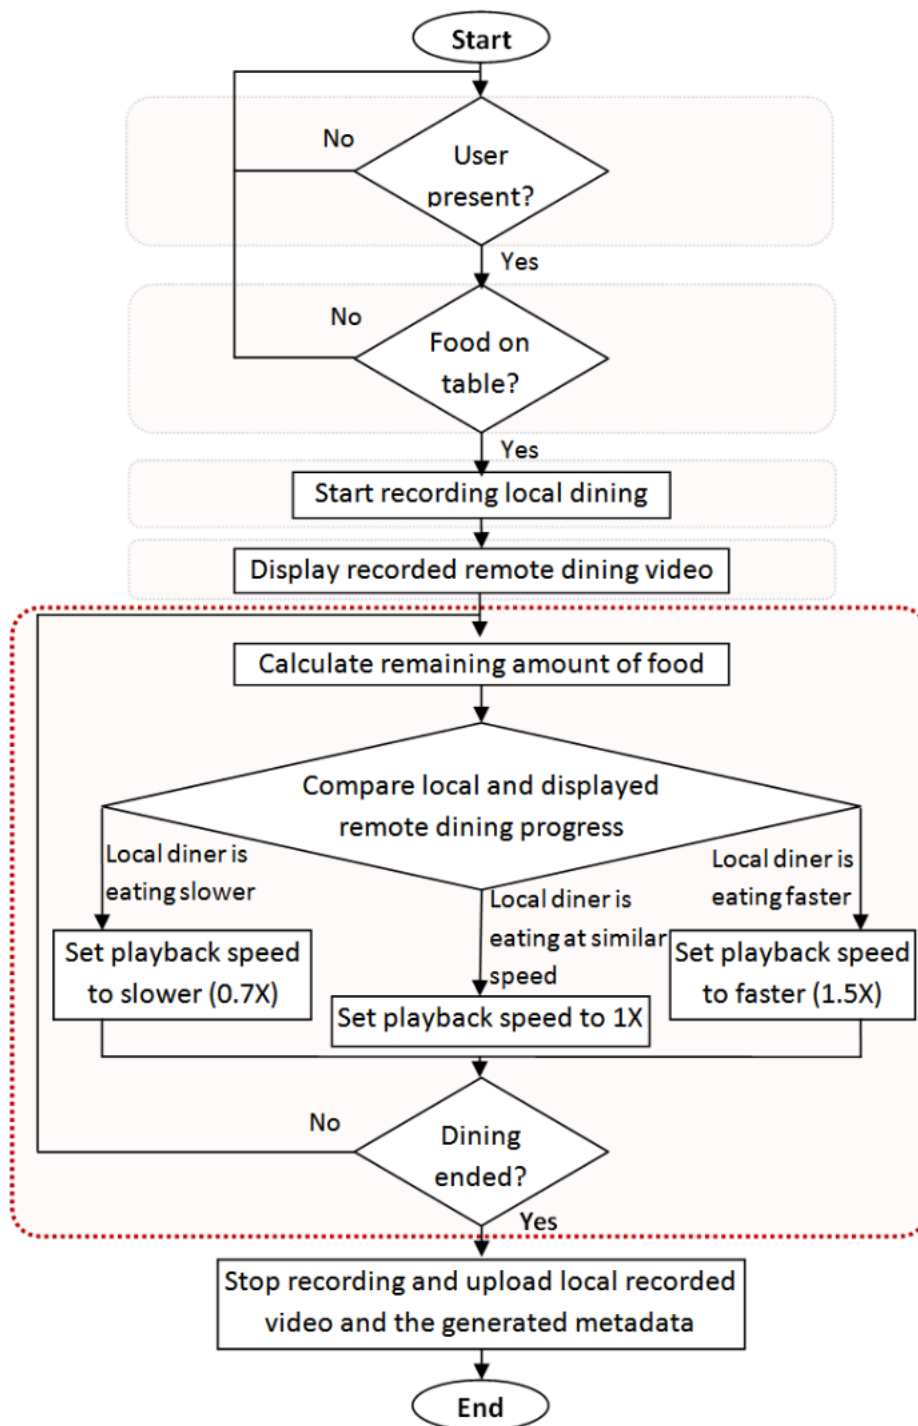 Start
No
User
present?
Yes
No
Food on
table?
Yes
Start recording local dining
Display recorded remote dining video
Calculate remaining amount of food
Compare local and displayed
remote dining progress
Local diner is
eating slower
Local diner is
eating at similar
speed
Local diner is
eating faster
Set playback speed
to slower (0.7X)
Set playback speed to 1X
Set playback speed
to faster (1.5X)
No
Dining
ended?
Yes
Stop recording and upload local recorded
video and the generated metadata
End